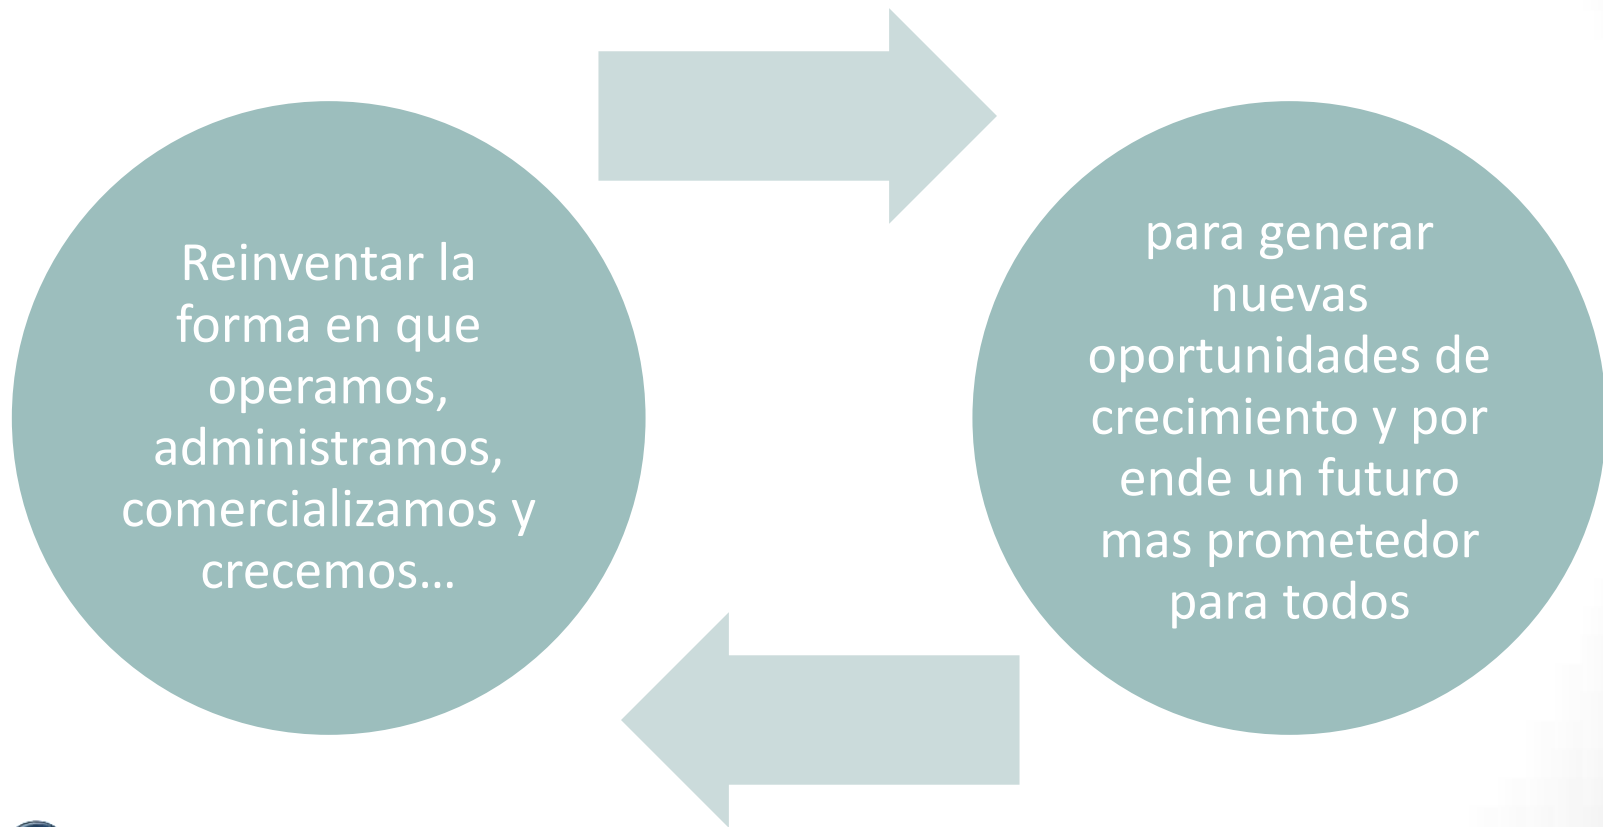 Reinventar la
forma en que
operamos,
administramos,
comercializamos y
crecemos...
para generar
nuevas
oportunidades de
crecimiento y por
ende un futuro
mas prometedor
para todos